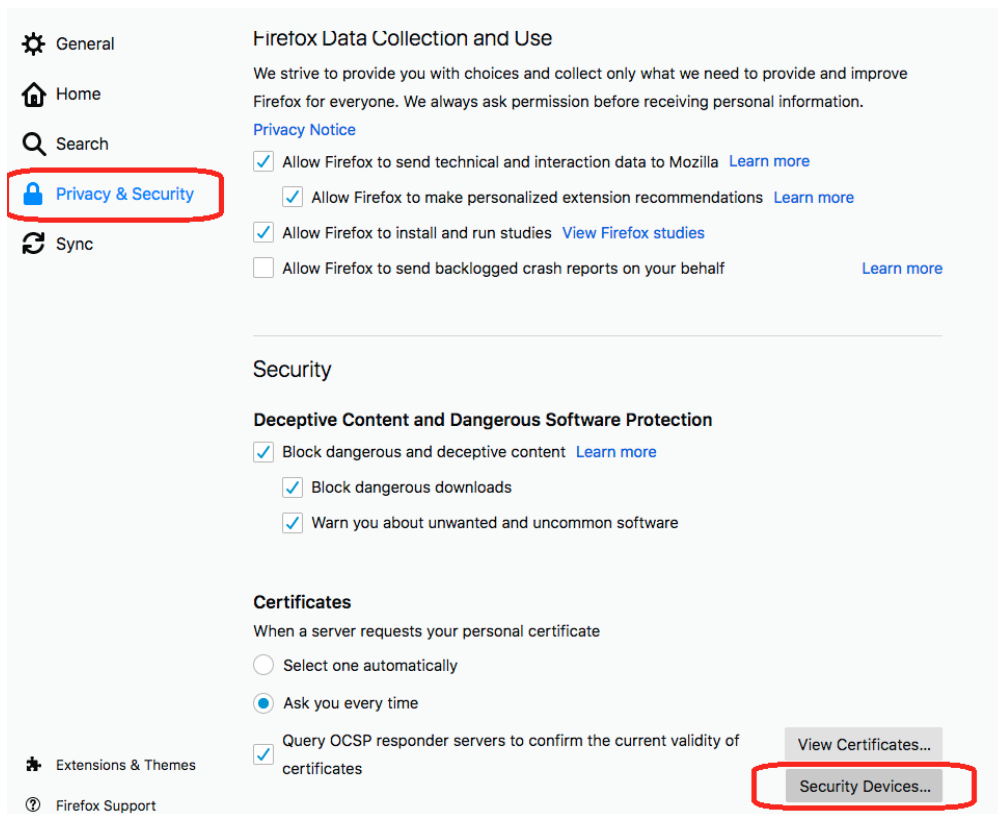 General
Home
Search
Privacy & Security
Sync
Extensions & Themes
Firefox Support
Firefox Data Collection and Use
We strive to provide you with choices and collect only what we need to provide and improve
Firefox for everyone. We always ask permission before receiving personal information.
Privacy Notice
Allow Firefox to send technical and interaction data to Mozilla Learn more
Allow Firefox to make personalized extension recommendations Learn more
Allow Firefox to install and run studies View Firefox studies
Allow Firefox to send backlogged crash reports on your behalf Learn more
Security
Deceptive Content and Dangerous Software Protection
Block dangerous and deceptive content Learn more
Block dangerous downloads
Warn you about unwanted and uncommon software
Certificates
When a server requests your personal certificate
Select one automatically
Ask you every time
Query OCSP responder servers to confirm the current validity of
certificates
View Certificates...
Security Devices...